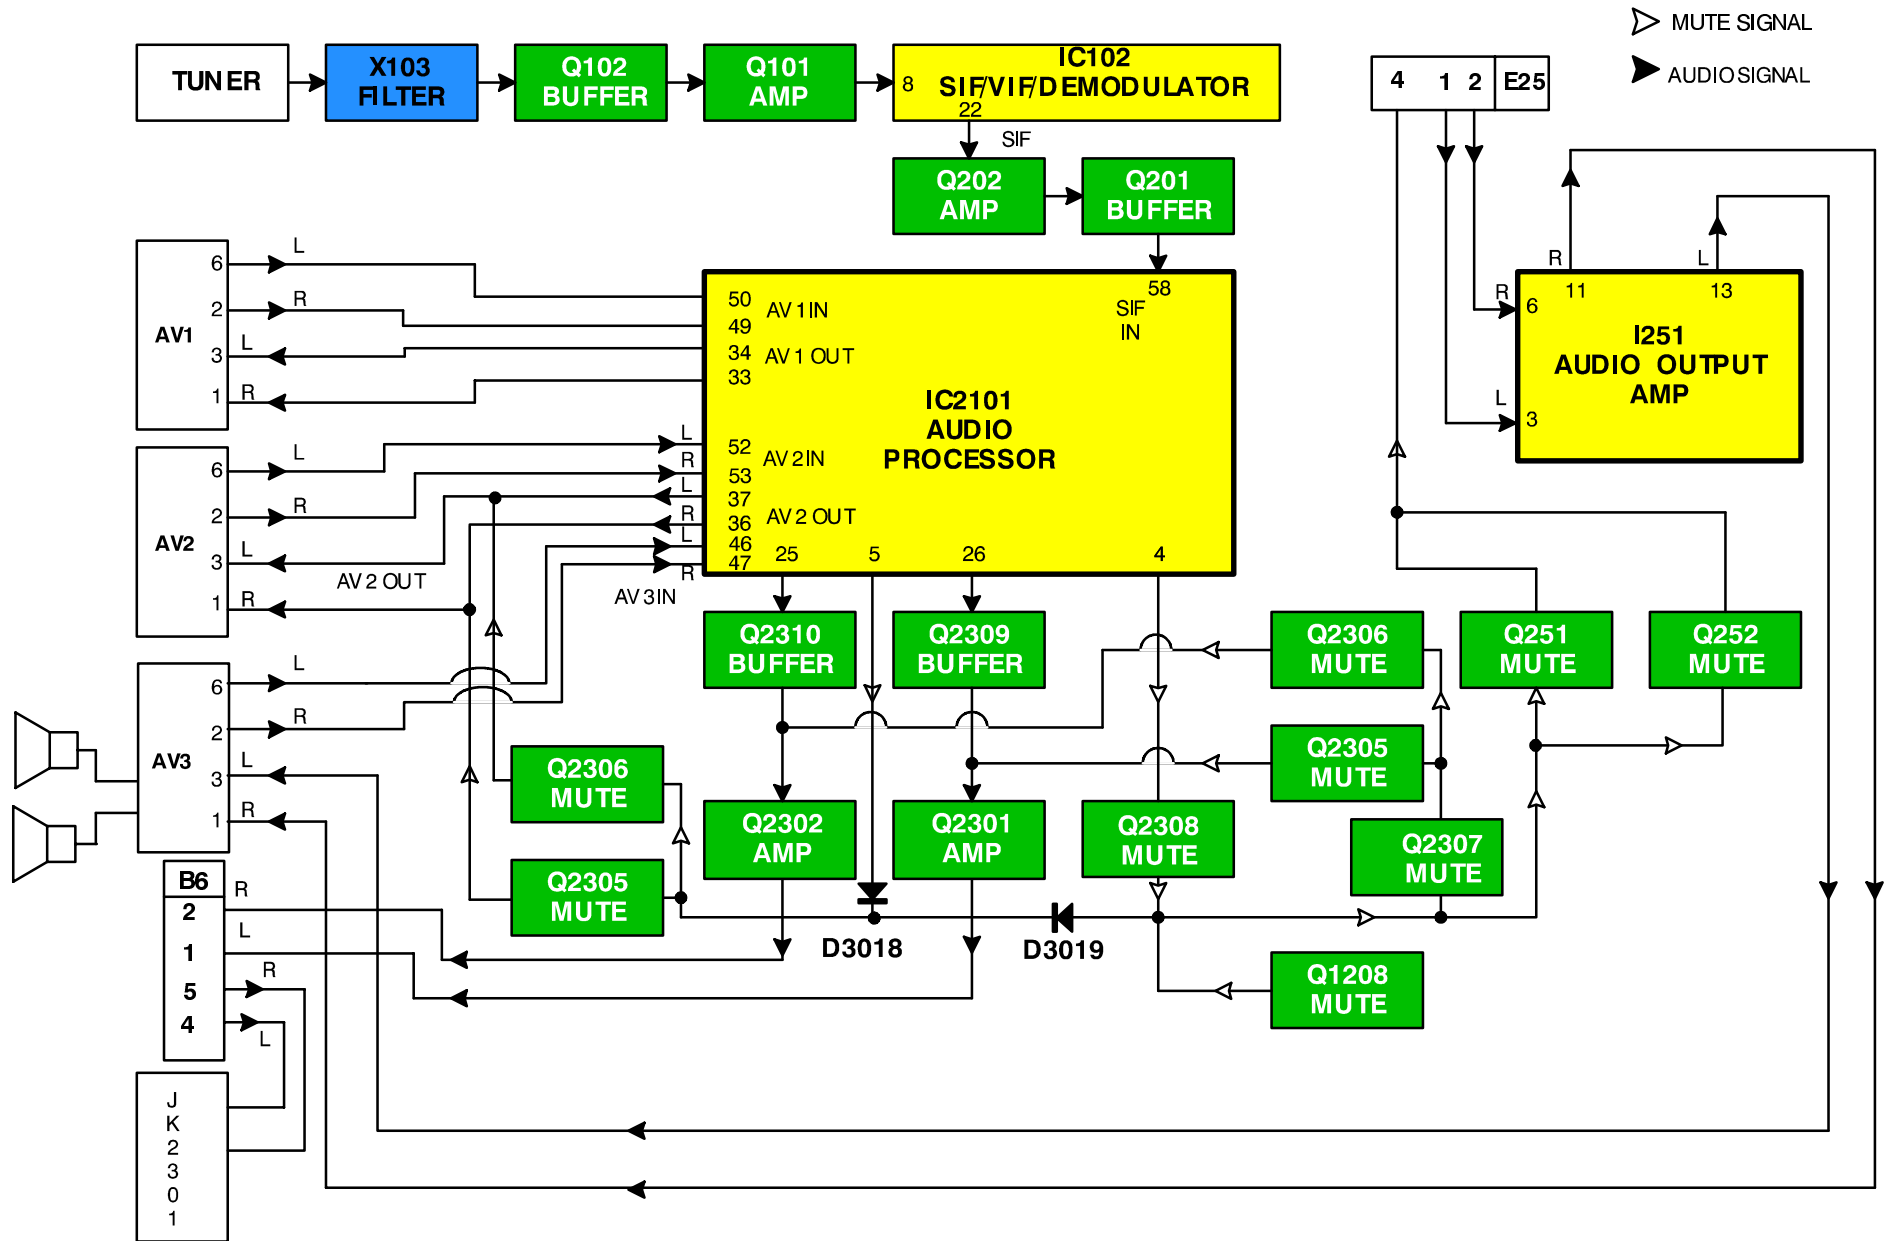 MUTE SIGNAL
AUDIO SIGNAL
TUNER
X103
FILTER
Q102
BUFFER
Q101
AMP
IC102
8
SIF/VIF/DEMODULATOR
22
SIF
4 1 2 E25
Q202
AMP
Q201
BUFFER
AV1
6
L
2
R
3
L
1
R
50
49
AV 1 IN
34
33
AV 1 OUT
58
SIF
IN
IC2101
AUDIO
PROCESSOR
R
11
L
13
R
6
I251
AUDIO OUTPUT
AMP
L
3
AV2
6
L
2
R
3
L
1
R
AV 2 OUT
L
52
R
53
AV 2 IN
L
37
R
36
AV 2 OUT
L
46
47
R
AV 3 IN
25
5
26
4
Q2310
BUFFER
Q2309
BUFFER
Q2306
MUTE
Q251
MUTE
Q252
MUTE
AV3
6
L
2
R
3
L
1
R
Q2306
MUTE
Q2305
MUTE
Q2302
AMP
Q2301
AMP
Q2308
MUTE
Q2307
MUTE
Q2305
MUTE
D3018
D3019
Q1208
MUTE
B6
R
2
L
1
R
5
4
L
J
K
2
3
0
1